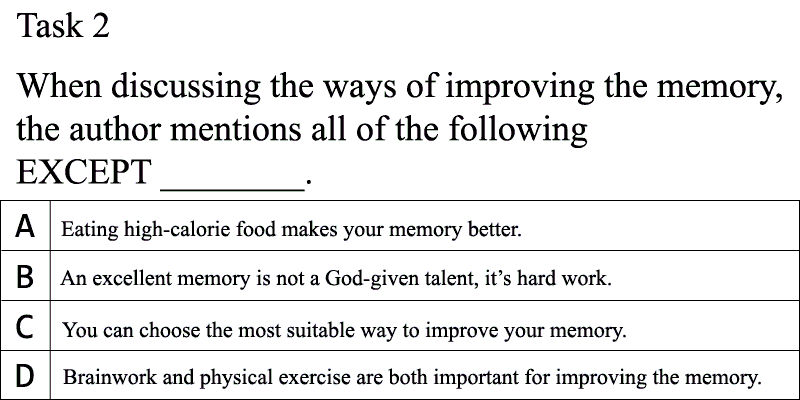 Task 2
When discussing the ways of improving the memory,
the author mentions all of the following
EXCEPT ________.
A Eating high-calorie food makes your memory better.
B An excellent memory is not a God-given talent, it's hard work.
C You can choose the most suitable way to improve your memory.
D Brainwork and physical exercise are both important for improving the memory.